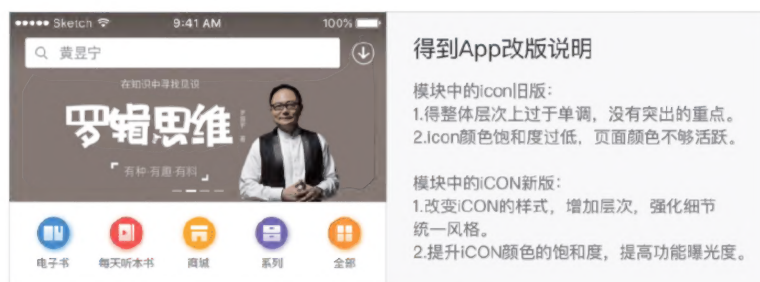 Sketch
9:41 AM
100%
黄昱宁
在知识中寻找见识
罗辑思维
有种·有趣·有料
电子书
每天听本书
商城
系列
全部
得到App改版说明
模块中的icon旧版：
1.得整体层次上过于单调，没有突出的重点。
2.Icon颜色饱和度过低，页面颜色不够活跃。
模块中的iCON新版：
1.改变iCON的样式，增加层次，强化细节
统一风格。
2.提升iCON颜色的饱和度，提高功能曝光度。